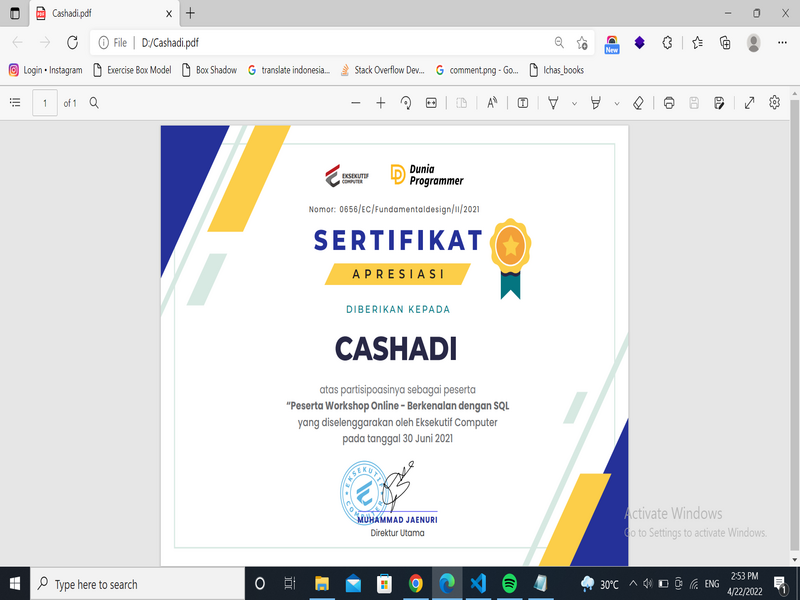 Cashadi.pdf
File
D:/Cashadi.pdf
New
Login • Instagram
Exercise Box Model
Box Shadow
translate indonesia...
Stack Overflow Dev...
comment.png - Go...
Ichas_books
1
of 1
EKSEKUTIF
COMPUTER
Dunia
Programmer
Nomor: 0656/EC/Fundamentaldesign/II/2021
SERTIFIKAT
APRESIASI
DIBERIKAN KEPADA
CASHADI
atas partisipoasinya sebagai peserta
“Peserta Workshop Online - Berkenalan dengan SQL
yang diselenggarakan oleh Eksekutif Computer
pada tanggal 30 Juni 2021
EKSEKUTIF
COMPUTER
MUHAMMAD JAENURI
Direktur Utama
Activate Windows
Go to Settings to activate Windows.
Type here to search
30°C
ENG
2:53 PM
4/22/2022
1